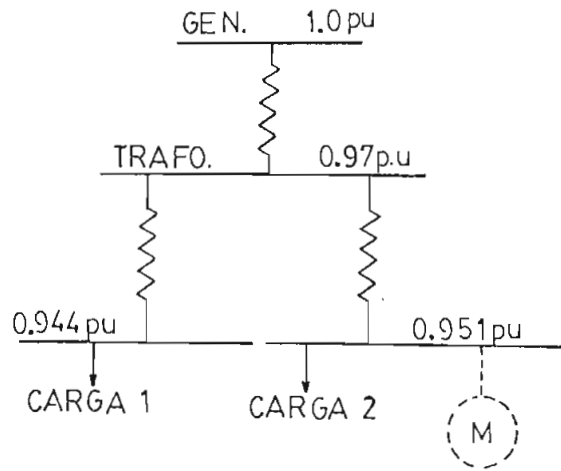 GEN. 1.0 pu
TRAFO. 0.97 p.u
0.944 pu 0.951 pu
CARGA 1 CARGA 2
M